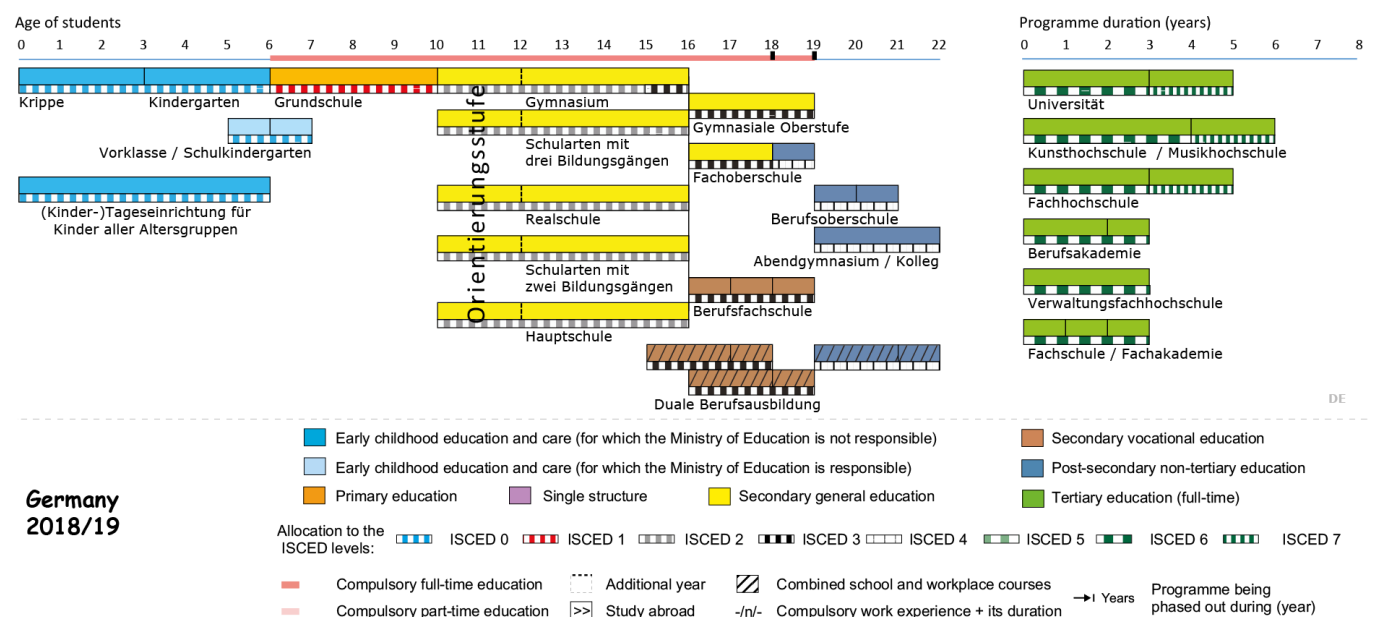 Age of students
Programme duration (years)
0 1 2 3 4 5 6 7 8 9 10 11 12 13 14 15 16 17 18 19 20 21 22
0 1 2 3 4 5 6 7 8
Krippe
Kindergarten
Grundschule
Gymnasium
Gymnasiale Oberstufe
Vorklasse / Schulkindergarten
Schularten mit
drei Bildungsgängen
Fachoberschule
(Kinder-)Tageseinrichtung für
Kinder aller Altersgruppen
Orientierungsstufe
Realschule
Berufsoberschule
Schularten mit
zwei Bildungsgängen
Abendgymnasium / Kolleg
Berufsfachschule
Hauptschule
Duale Berufsausbildung
Universität
Kunsthochschule / Musikhochschule
Fachhochschule
Berufsakademie
Verwaltungsfachhochschule
Fachschule / Fachakademie
DE
Germany
2018/19
Early childhood education and care (for which the Ministry of Education is not responsible)
Secondary vocational education
Early childhood education and care (for which the Ministry of Education is responsible)
Post-secondary non-tertiary education
Primary education
Single structure
Secondary general education
Tertiary education (full-time)
Allocation to the
ISCED levels:
ISCED 0
ISCED 1
ISCED 2
ISCED 3
ISCED 4
ISCED 5
ISCED 6
ISCED 7
Compulsory full-time education
Additional year
Combined school and workplace courses
Years
Programme being
phased out during (year)
Compulsory part-time education
>> Study abroad
-/n/- Compulsory work experience + its duration